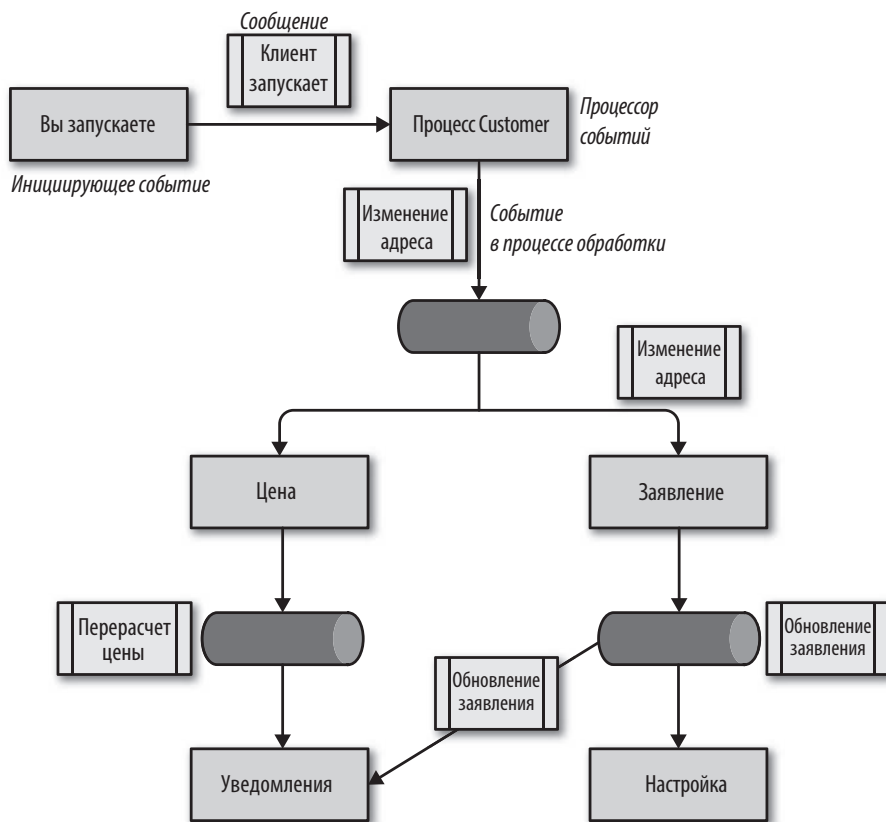 Сообщение
Клиент
запускает
Вы запускаете
Процесс Customer
Процессор
событий
Инициирующее событие
Изменение
адреса
Событие
в процессе обработки
Изменение
адреса
Цена
Заявление
Перерасчет
цены
Обновление
заявления
Обновление
заявления
Уведомления
Настройка